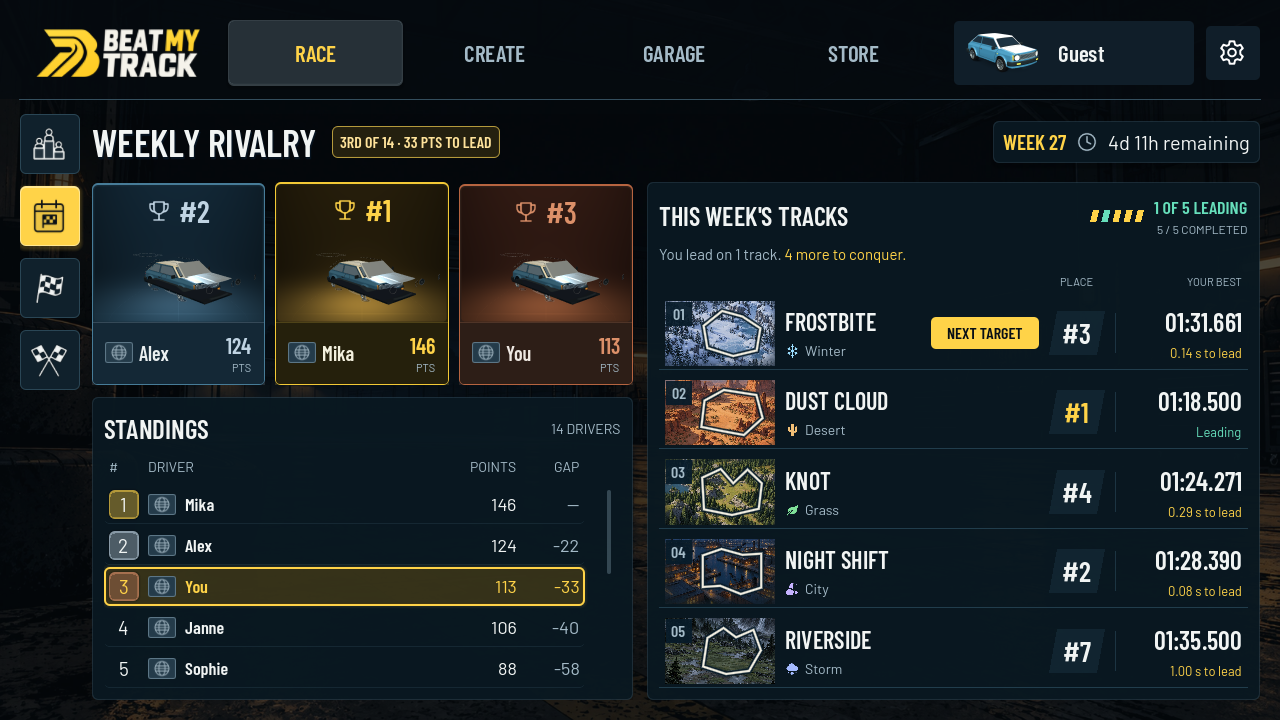 BEAT MY TRACK
RACE
CREATE
GARAGE
STORE
Guest
WEEKLY RIVALRY
3RD OF 14 · 33 PTS TO LEAD
WEEK 27
4d 11h remaining
#2
Alex
124
PTS
#1
Mika
146
PTS
#3
You
113
PTS
STANDINGS
14 DRIVERS
# DRIVER POINTS GAP
1 Mika 146 —
2 Alex 124 -22
3 You 113 -33
4 Janne 106 -40
5 Sophie 88 -58
THIS WEEK'S TRACKS
1 OF 5 LEADING
5 / 5 COMPLETED
You lead on 1 track. 4 more to conquer.
PLACE YOUR BEST
01 FROSTBITE NEXT TARGET #3 01:31.661
Winter 0.14 s to lead
02 DUST CLOUD #1 01:18.500
Desert Leading
03 KNOT #4 01:24.271
Grass 0.29 s to lead
04 NIGHT SHIFT #2 01:28.390
City 0.08 s to lead
05 RIVERSIDE #7 01:35.500
Storm 1.00 s to lead